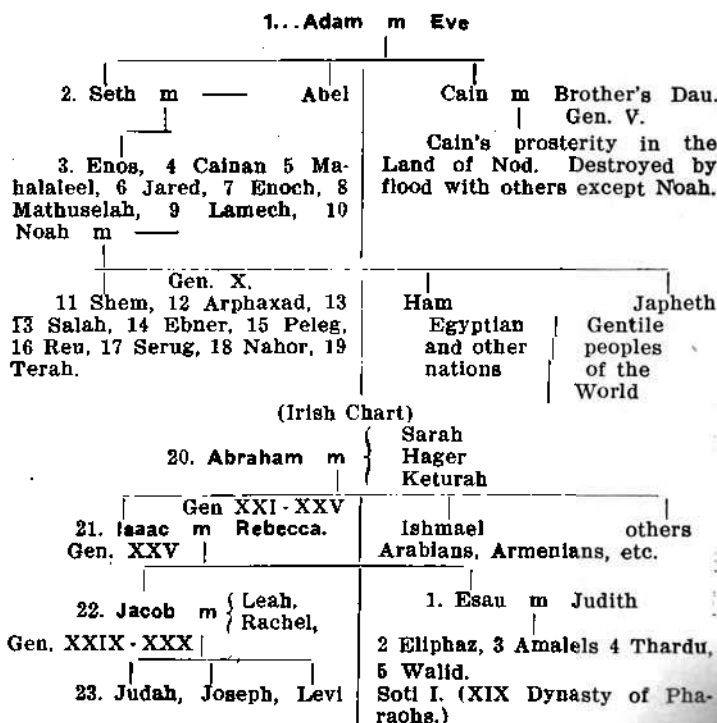 1...Adam m Eve
2. Seth m — Abel
Cain m Brother's Dau.
Gen. V.
Cain's prosterity in the
Land of Nod. Destroyed by
flood with others except Noah.
3. Enos, 4 Cainan 5 Ma-
halaleel, 6 Jared, 7 Enoch, 8
Mathuselah, 9 Lamech, 10
Noah m —
Gen. X.
11 Shem, 12 Arphaxad, 13
13 Salah, 14 Ebner, 15 Peleg,
16 Reu, 17 Serug, 18 Nahor, 19
Terah.
Ham
Egyptian
and other
nations
Japheth
Gentile
peoples
of the
World
(Irish Chart)
20. Abraham m
Sarah
Hager
Keturah
Gen XXI-XXV
21. Isaac m Rebecca.
Gen. XXV
Ishmael others
Arabians, Armenians, etc.
22. Jacob m
Leah,
Rachel,
Gen. XXIX-XXX
23. Judah, Joseph, Levi
1. Esau m Judith
2 Eliphaz, 3 Amalels 4 Thardu,
5 Walid.
Soti I. (XIX Dynasty of Pha-
raohs.)